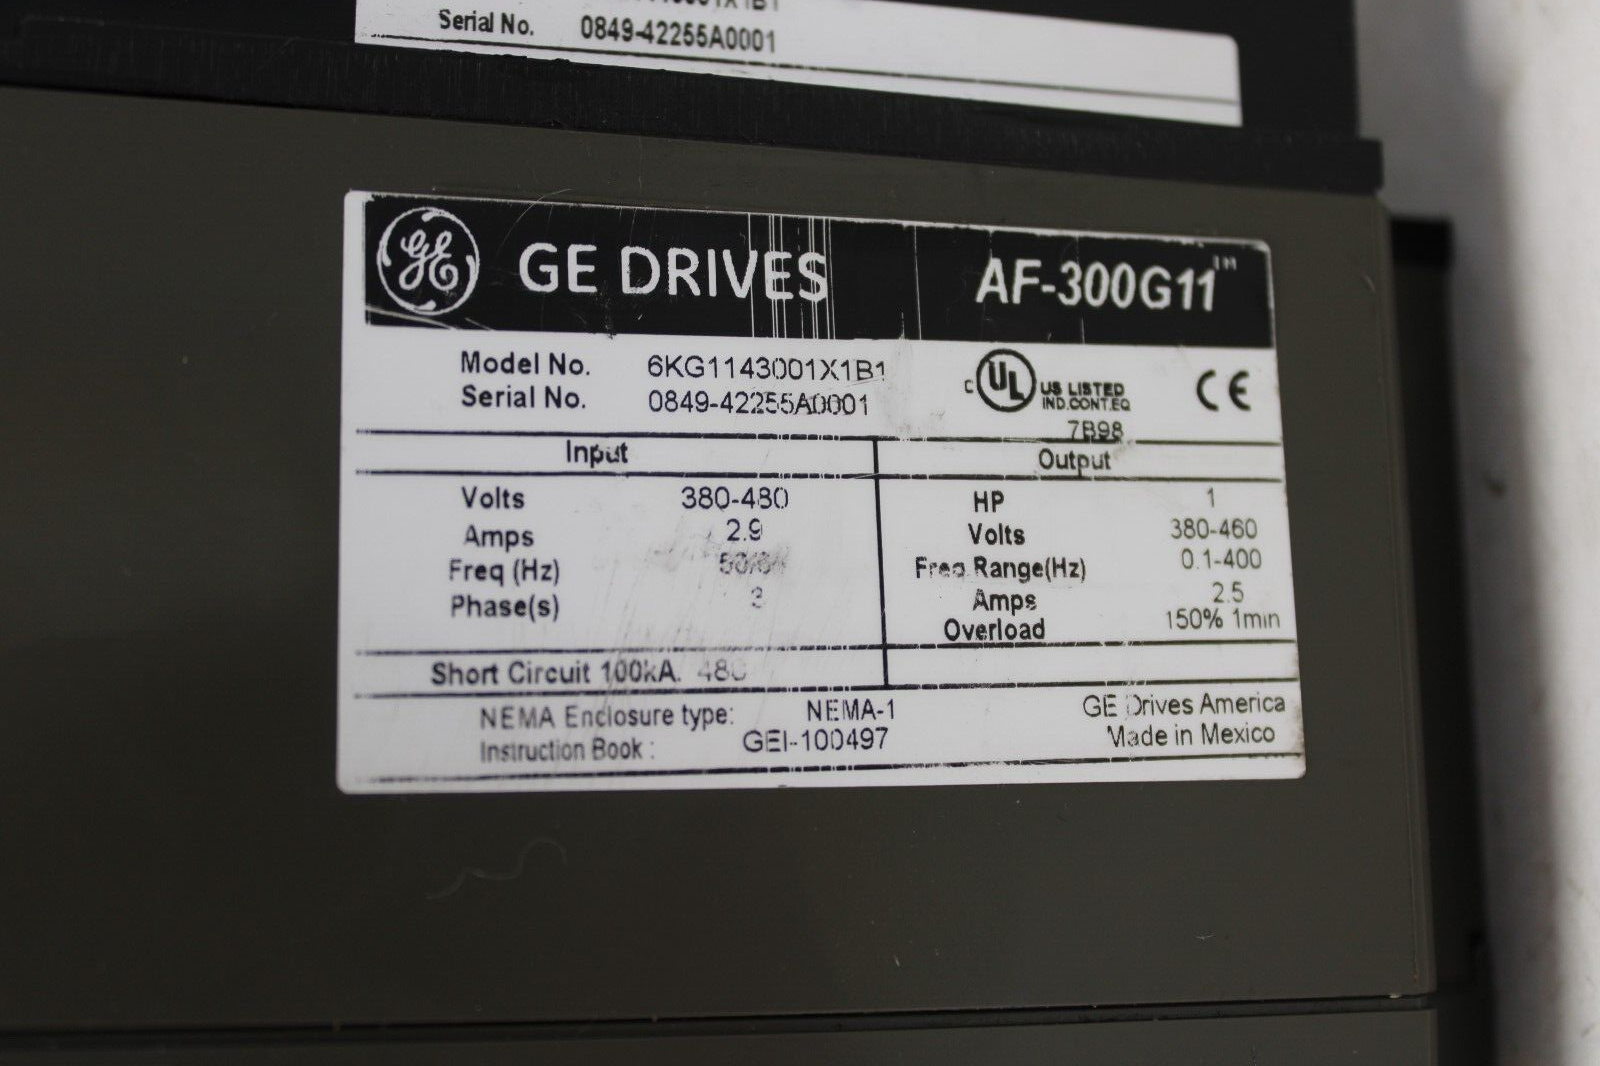 Serial No. 0849-42255A0001
GE GE DRIVES AF-300G11™
Model No. 6KG1143001X1B1
Serial No. 0849-42255A0001
C UL US LISTED
IND.CONT.EQ
7B98
CE
Input Output
Volts 380-480 HP 1
Amps 2.9 Volts 380-460
Freq (Hz) Freq Range(Hz) 0.1-400
Phase(s) 3 Amps 2.5
Overload 150% 1min
Short Circuit 100kA. 480
NEMA Enclosure type: NEMA-1 GE Drives America
Instruction Book : GEI-100497 Made in Mexico